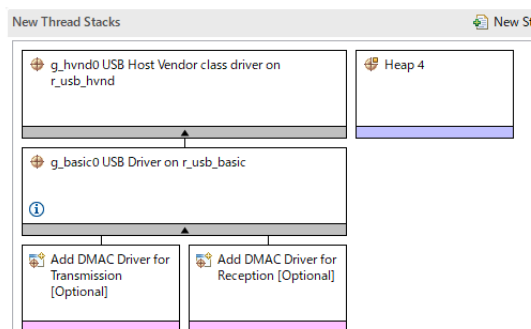 New Thread Stacks
New St
g_hvnd0 USB Host Vendor class driver on
r_usb_hvnd
Heap 4
g_basic0 USB Driver on r_usb_basic
Add DMAC Driver for
Transmission
[Optional]
Add DMAC Driver for
Reception [Optional]